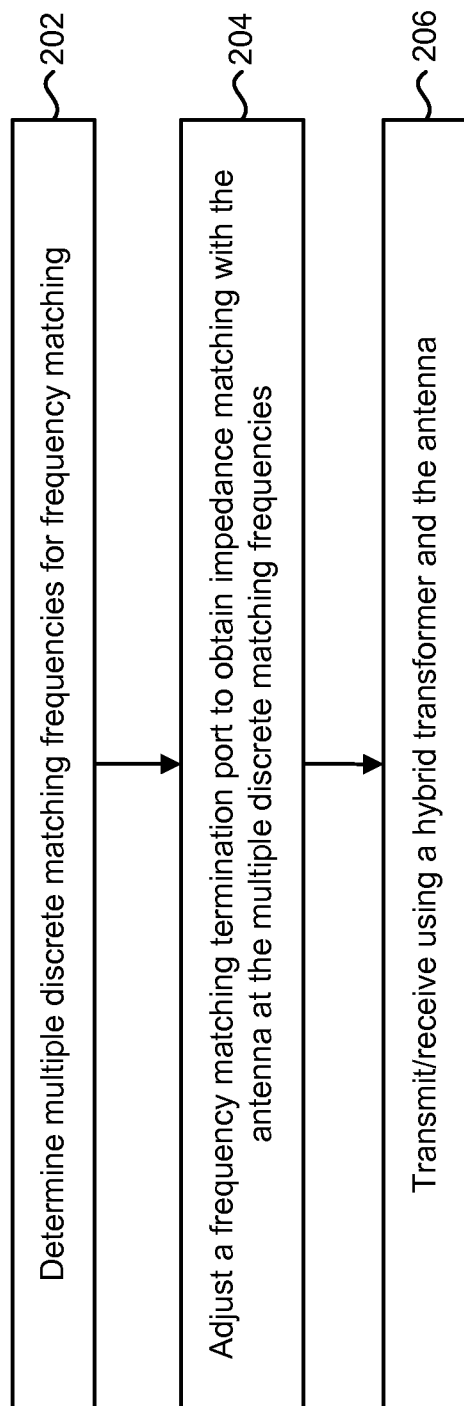 202
Determine multiple discrete matching frequencies for frequency matching
204
Adjust a frequency matching termination port to obtain impedance matching with the
antenna at the multiple discrete matching frequencies
206
Transmit/receive using a hybrid transformer and the antenna